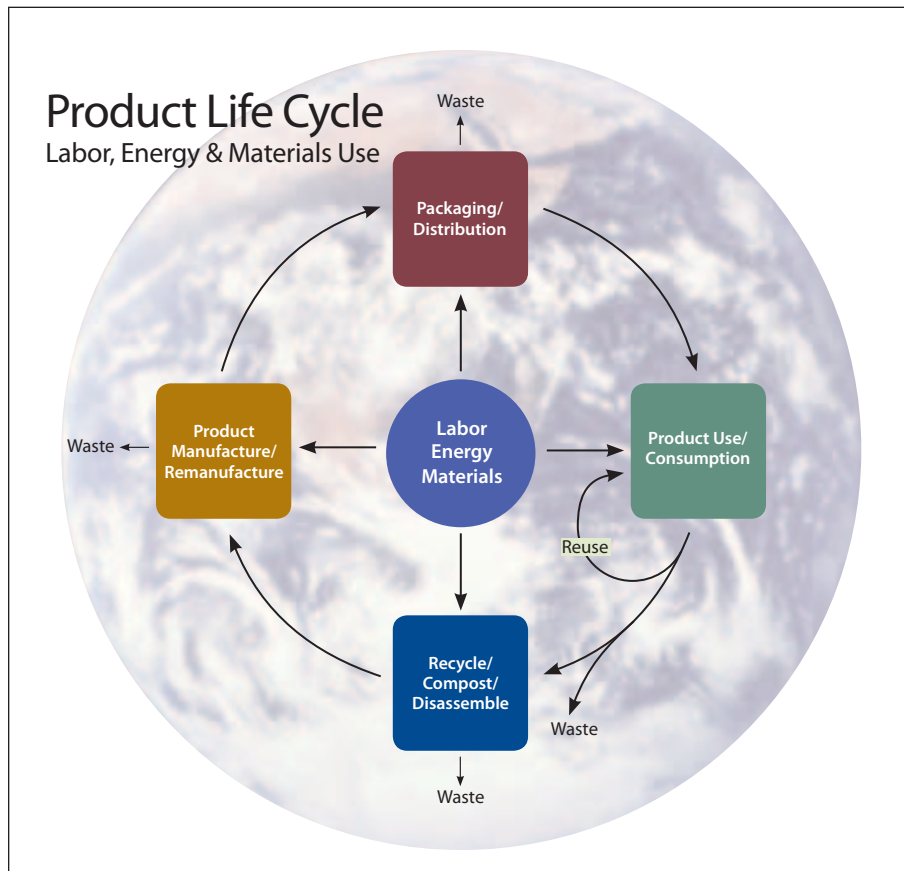 Product Life Cycle
Labor, Energy & Materials Use
Waste
Packaging/
Distribution
Product
Manufacture/
Remanufacture
Waste
Labor
Energy
Materials
Product Use/
Consumption
Reuse
Recycle/
Compost/
Disassemble
Waste
Waste